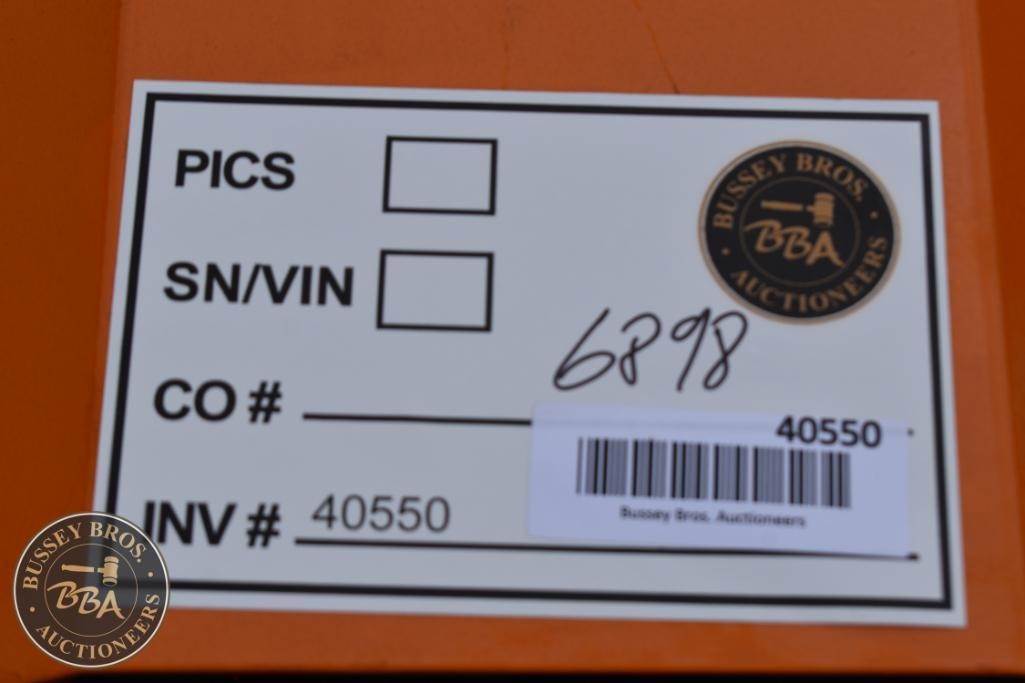 PICS
BUSSEY BROS.
BBA
AUCTIONEERS
SN/VIN
6898
CO #
40550
Bussey Bros. Auctioneers
INV # 40550
BUSSEY BROS.
BBA
AUCTIONEERS